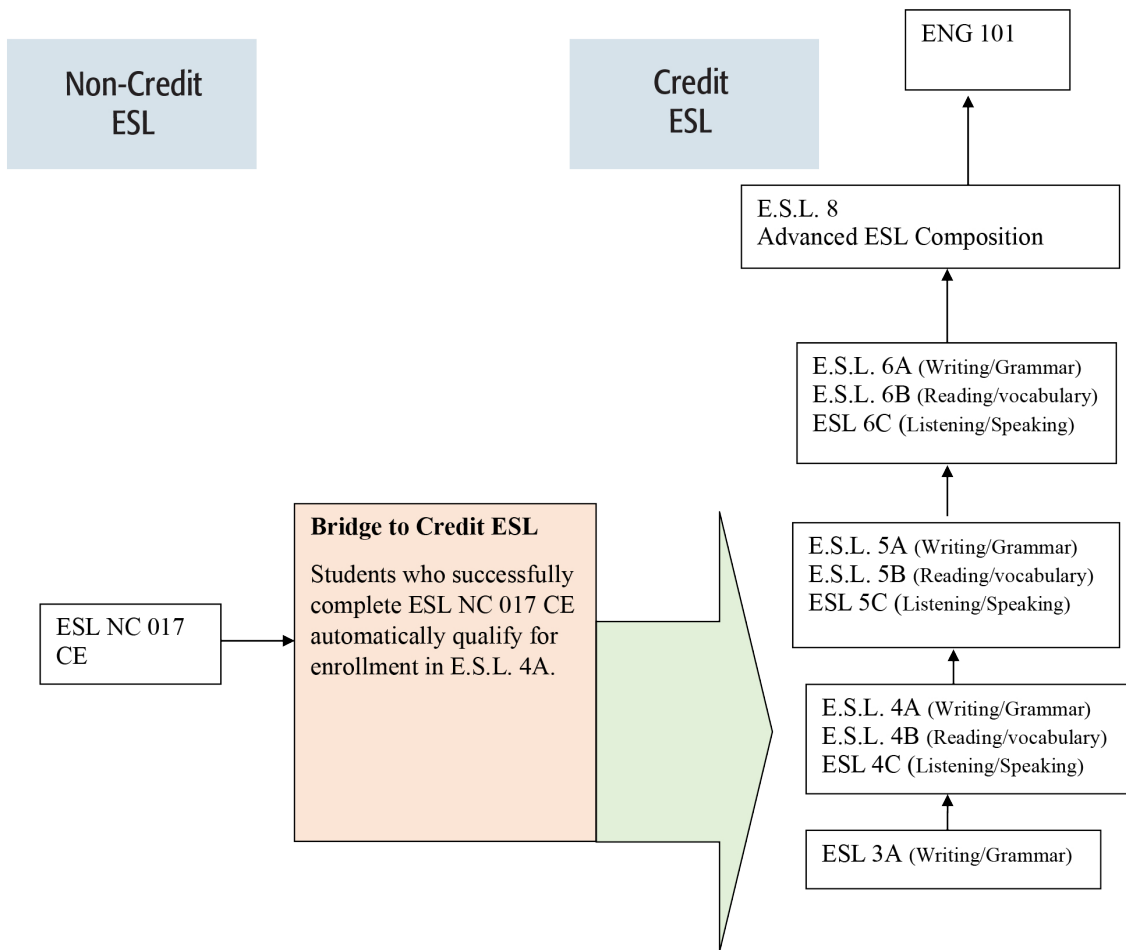 Non-Credit
ESL
Credit
ESL
ENG 101
E.S.L. 8
Advanced ESL Composition
E.S.L. 6A (Writing/Grammar)
E.S.L. 6B (Reading/vocabulary)
ESL 6C (Listening/Speaking)
E.S.L. 5A (Writing/Grammar)
E.S.L. 5B (Reading/vocabulary)
ESL 5C (Listening/Speaking)
ESL NC 017
CE
Bridge to Credit ESL
Students who successfully
complete ESL NC 017 CE
automatically qualify for
enrollment in E.S.L. 4A.
E.S.L. 4A (Writing/Grammar)
E.S.L. 4B (Reading/vocabulary)
ESL 4C (Listening/Speaking)
ESL 3A (Writing/Grammar)